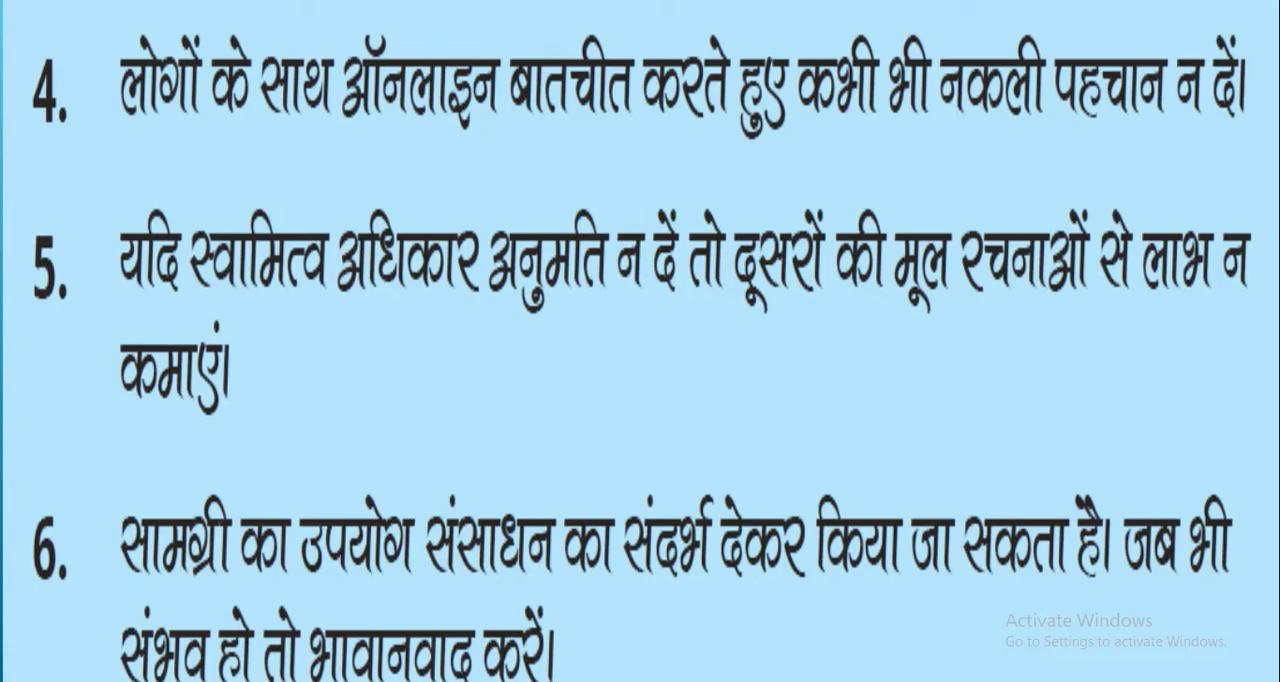 4. लोगों के साथ ऑनलाइन बातचीत करते हुए कभी भी नकली पहचान न दें।
5. यदि स्वामित्व अधिकार अनुमति न दें तो दूसरों की मूल रचनाओं से लाभ न
कमाएं।
6. सामग्री का उपयोग संसाधन का संदर्भ देकर किया जा सकता है। जब भी
संभव हो तो भावानवाद करें।
Activate Windows
Go to Settings to activate Windows.